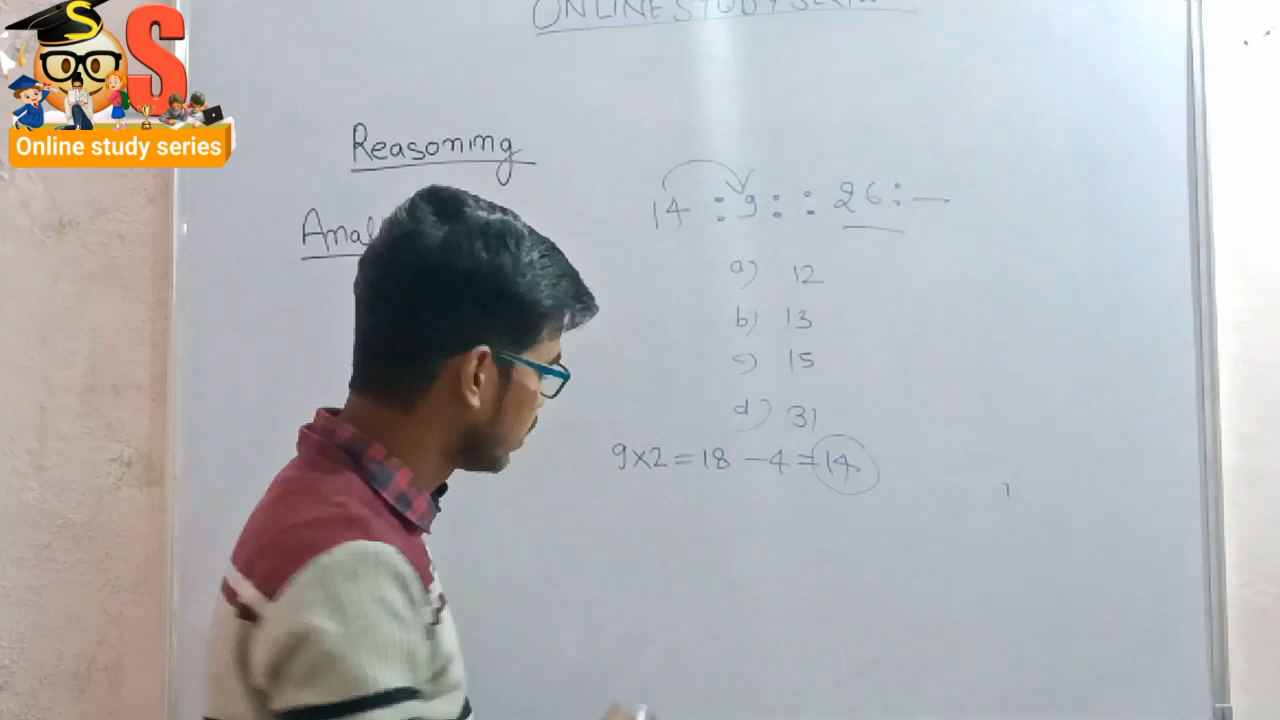 ONLINE STUDY SERIES
S
S
Online study series
Reasoning
14 : 9 : : 26 : —
a) 12
b) 13
c) 15
d) 31
9×2=18 -4=14